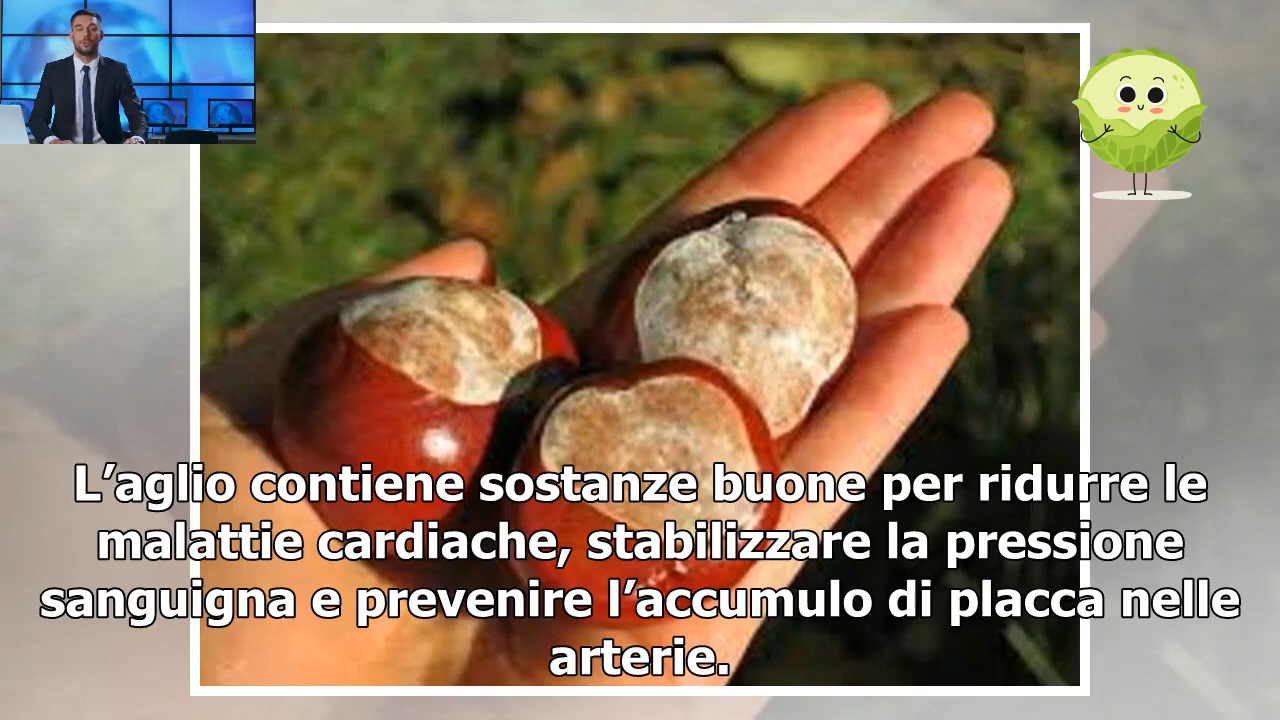 L’aglio contiene sostanze buone per ridurre le
malattie cardiache, stabilizzare la pressione
sanguigna e prevenire l’accumulo di placca nelle
arterie.